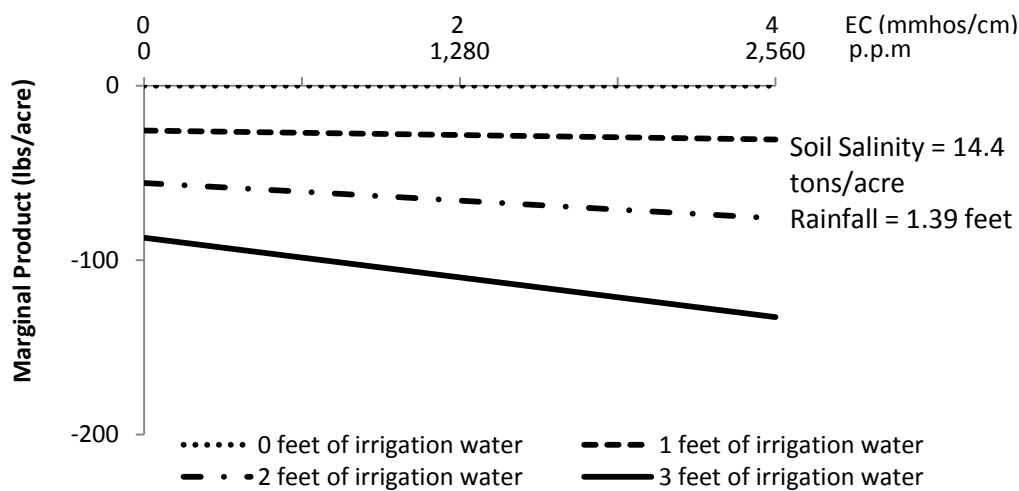 0 2 4 EC (mmhos/cm)
0 1,280 2,560 p.p.m
Marginal Product (lbs/acre)
0
-100
-200
Soil Salinity = 14.4
tons/acre
Rainfall = 1.39 feet
0 feet of irrigation water 1 feet of irrigation water
2 feet of irrigation water 3 feet of irrigation water